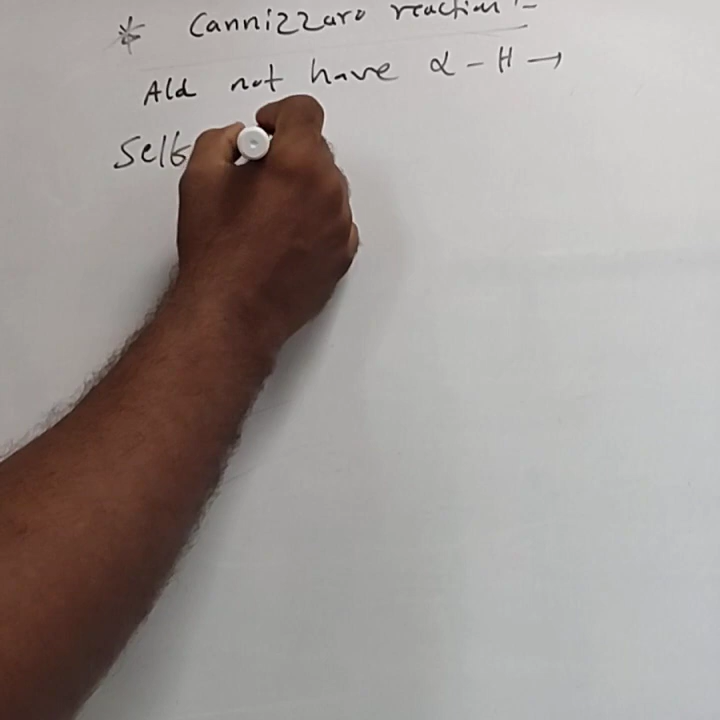 * Cannizzaro reaction :-
Ald not have α - H →
Self